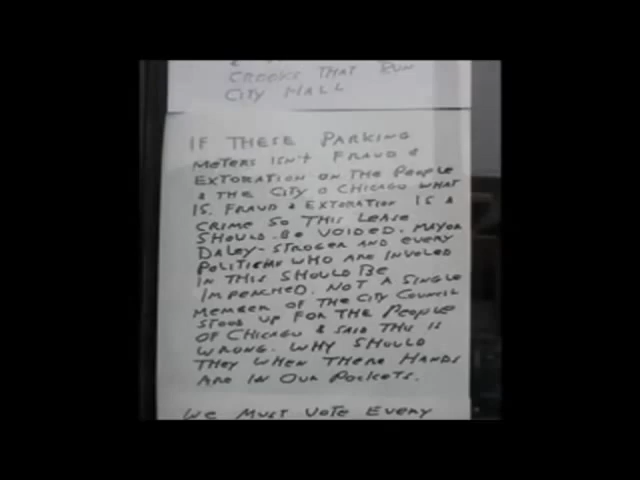 &
CROOKS THAT RUN
CITY HALL
IF THESE PARKING
METERS ISN'T FRAUD &
EXTORATION ON THE PEOPLE
& THE CITY O CHICAGO WHAT
IS. FRAUD & EXTORATION IS A
CRIME SO THIS LEASE
SHOULD BE VOIDED. MAYOR
DALEY-STROGER AND EVERY
POLITICIAN WHO ARE INVOLED
IN THIS SHOULD BE
IMPEACHED. NOT A SINGLE
MEMBER OF THE CITY COUNCIL
STOOD UP FOR THE PEOPLE
OF CHICAGO & SAID THIS IS
WRONG. WHY SHOULD
THEY WHEN THERE HANDS
ARE IN OUR POCKETS.
WE MUST VOTE EVERY